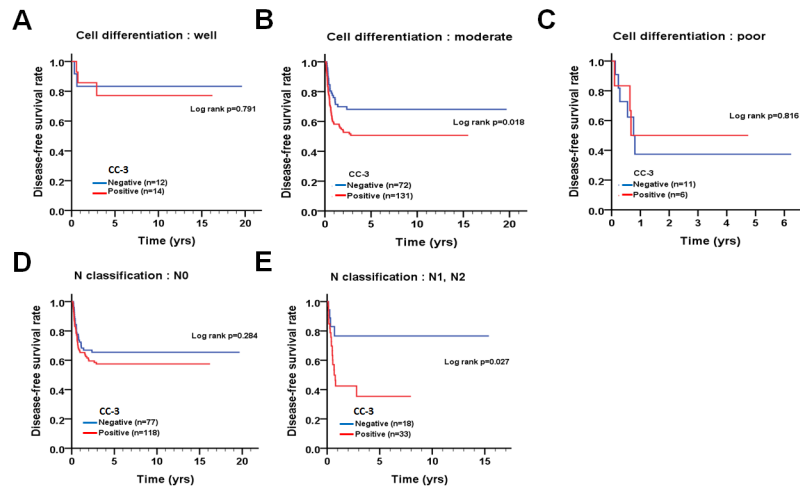 A
Cell differentiation : well
Disease-free survival rate
1.0
0.8
0.6
0.4
0.2
0.0
Log rank p=0.791
CC-3
Negative (n=12)
Positive (n=14)
0 5 10 15 20
Time (yrs)
B
Cell differentiation : moderate
Disease-free survival rate
1.0
0.8
0.6
0.4
0.2
0.0
Log rank p=0.018
CC-3
Negative (n=72)
Positive (n=131)
0 5 10 15 20
Time (yrs)
C
Cell differentiation : poor
Disease-free survival rate
1.0
0.8
0.6
0.4
0.2
0.0
Log rank p=0.816
CC-3
Negative (n=11)
Positive (n=6)
0 1 2 3 4 5 6
Time (yrs)
D
N classification : N0
Disease-free survival rate
1.0
0.8
0.6
0.4
0.2
0.0
Log rank p=0.284
CC-3
Negative (n=77)
Positive (n=118)
0 5 10 15 20
Time (yrs)
E
N classification : N1, N2
Disease-free survival rate
1.0
0.8
0.6
0.4
0.2
0.0
Log rank p=0.027
CC-3
Negative (n=18)
Positive (n=33)
0 5 10 15
Time (yrs)